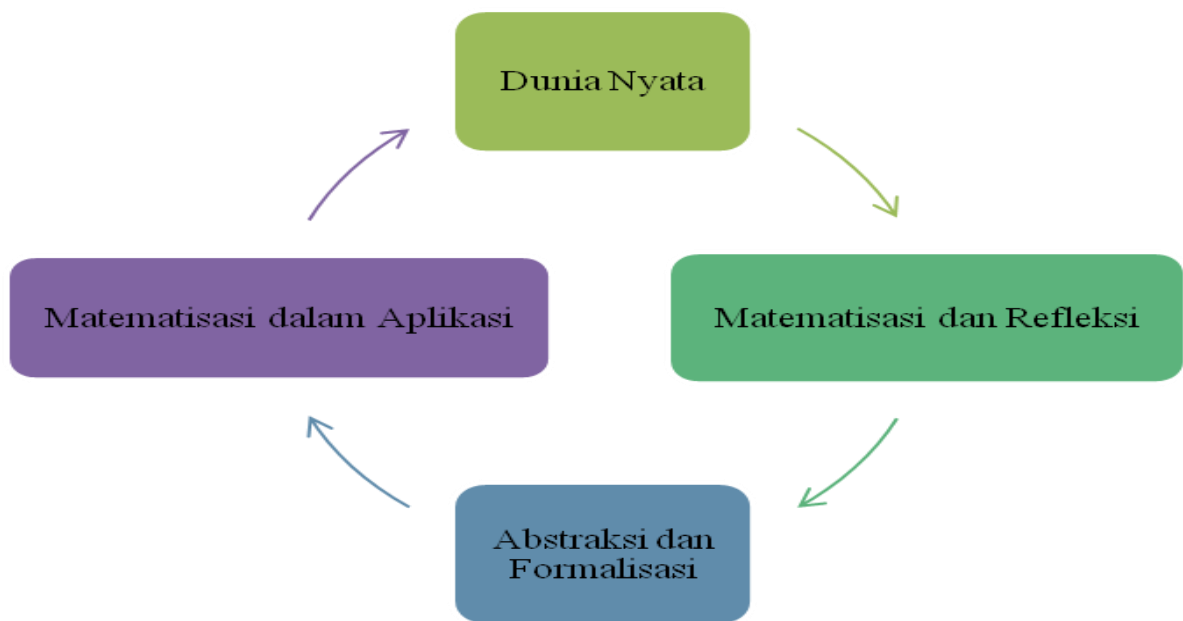 Dunia Nyata
Matematisasi dalam Aplikasi
Matematisasi dan Refleksi
Abstraksi dan
Formalisasi